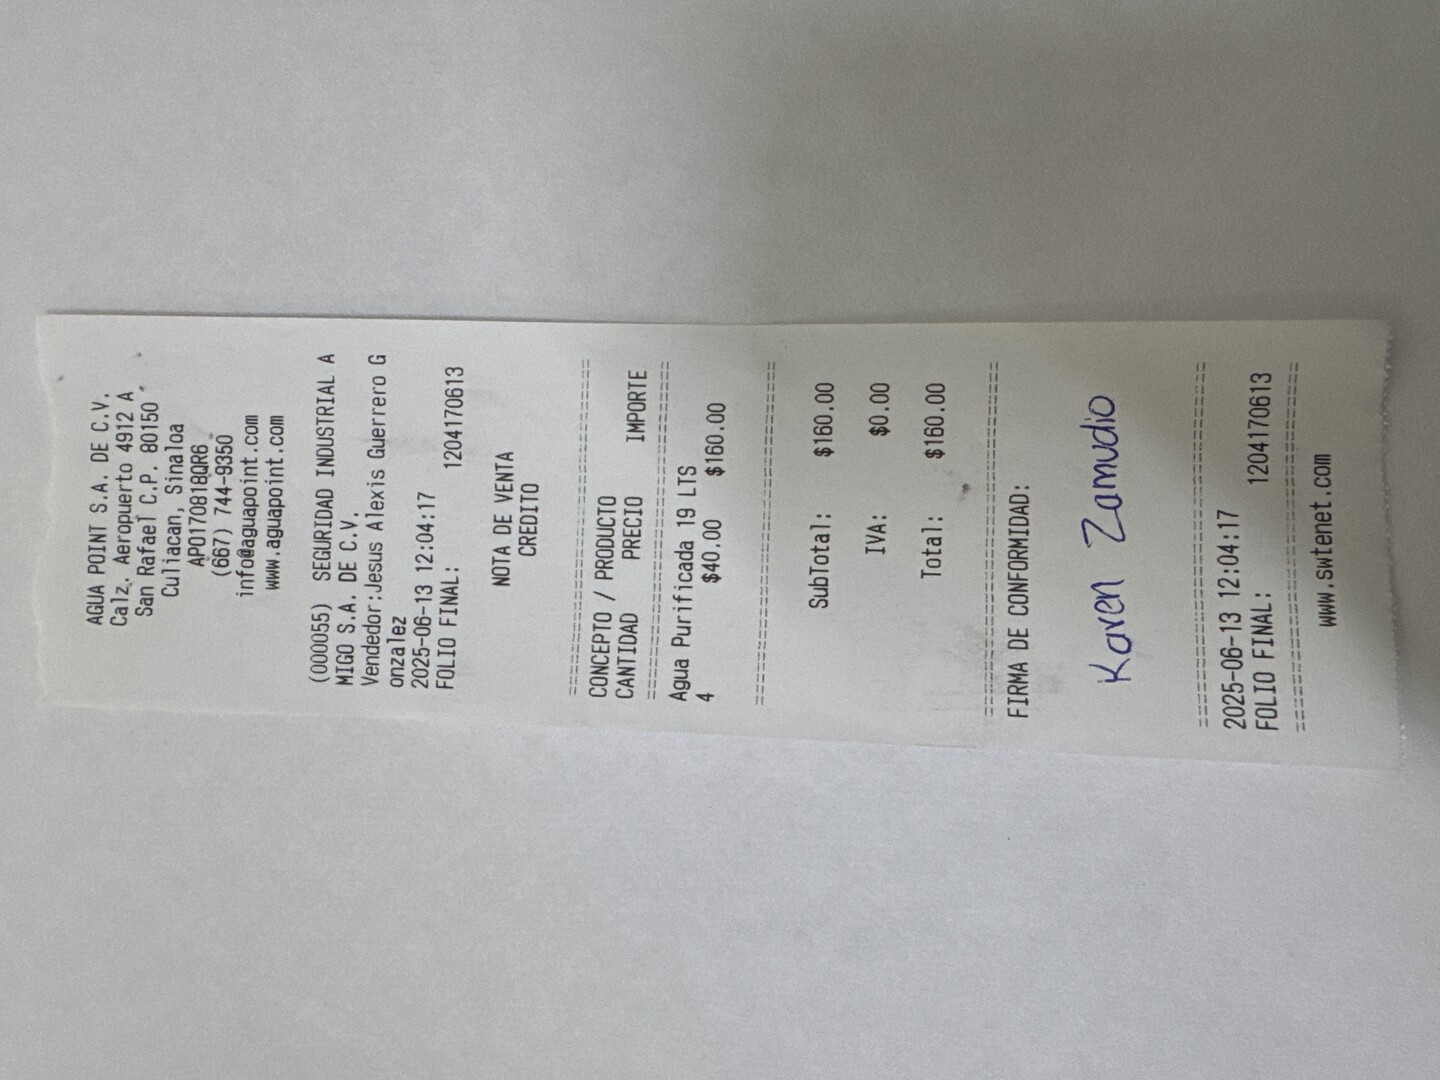 AGUA POINT S.A. DE C.V.
Calz. Aeropuerto 4912 A
San Rafael C.P. 80150
Culiacan, Sinaloa
APO170818QR6
(667) 744-9350
info@aguapoint.com
www.aguapoint.com
(000055) SEGURIDAD INDUSTRIAL A
MIGO S.A. DE C.V.
Vendedor:Jesus Alexis Guerrero G
onzalez
2025-06-13 12:04:17
FOLIO FINAL: 1204170613
NOTA DE VENTA
CREDITO
================================
CONCEPTO / PRODUCTO
CANTIDAD PRECIO IMPORTE
================================
Agua Purificada 19 LTS
4 $40.00 $160.00
================================
SubTotal: $160.00
IVA: $0.00
Total: $160.00
================================
FIRMA DE CONFORMIDAD:
Karen Zamudio
================================
2025-06-13 12:04:17
FOLIO FINAL: 1204170613
================================
www.swtenet.com